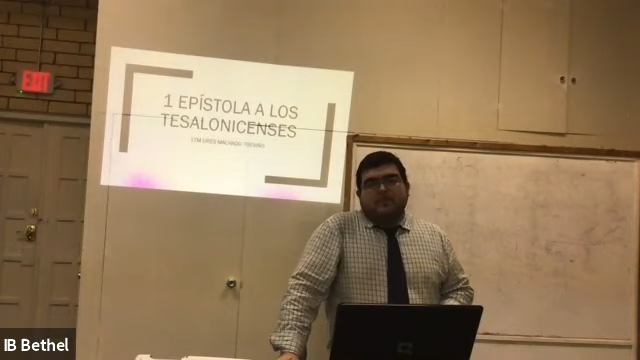 EXIT
1 EPÍSTOLA A LOS
TESALONICENSES
IB Bethel